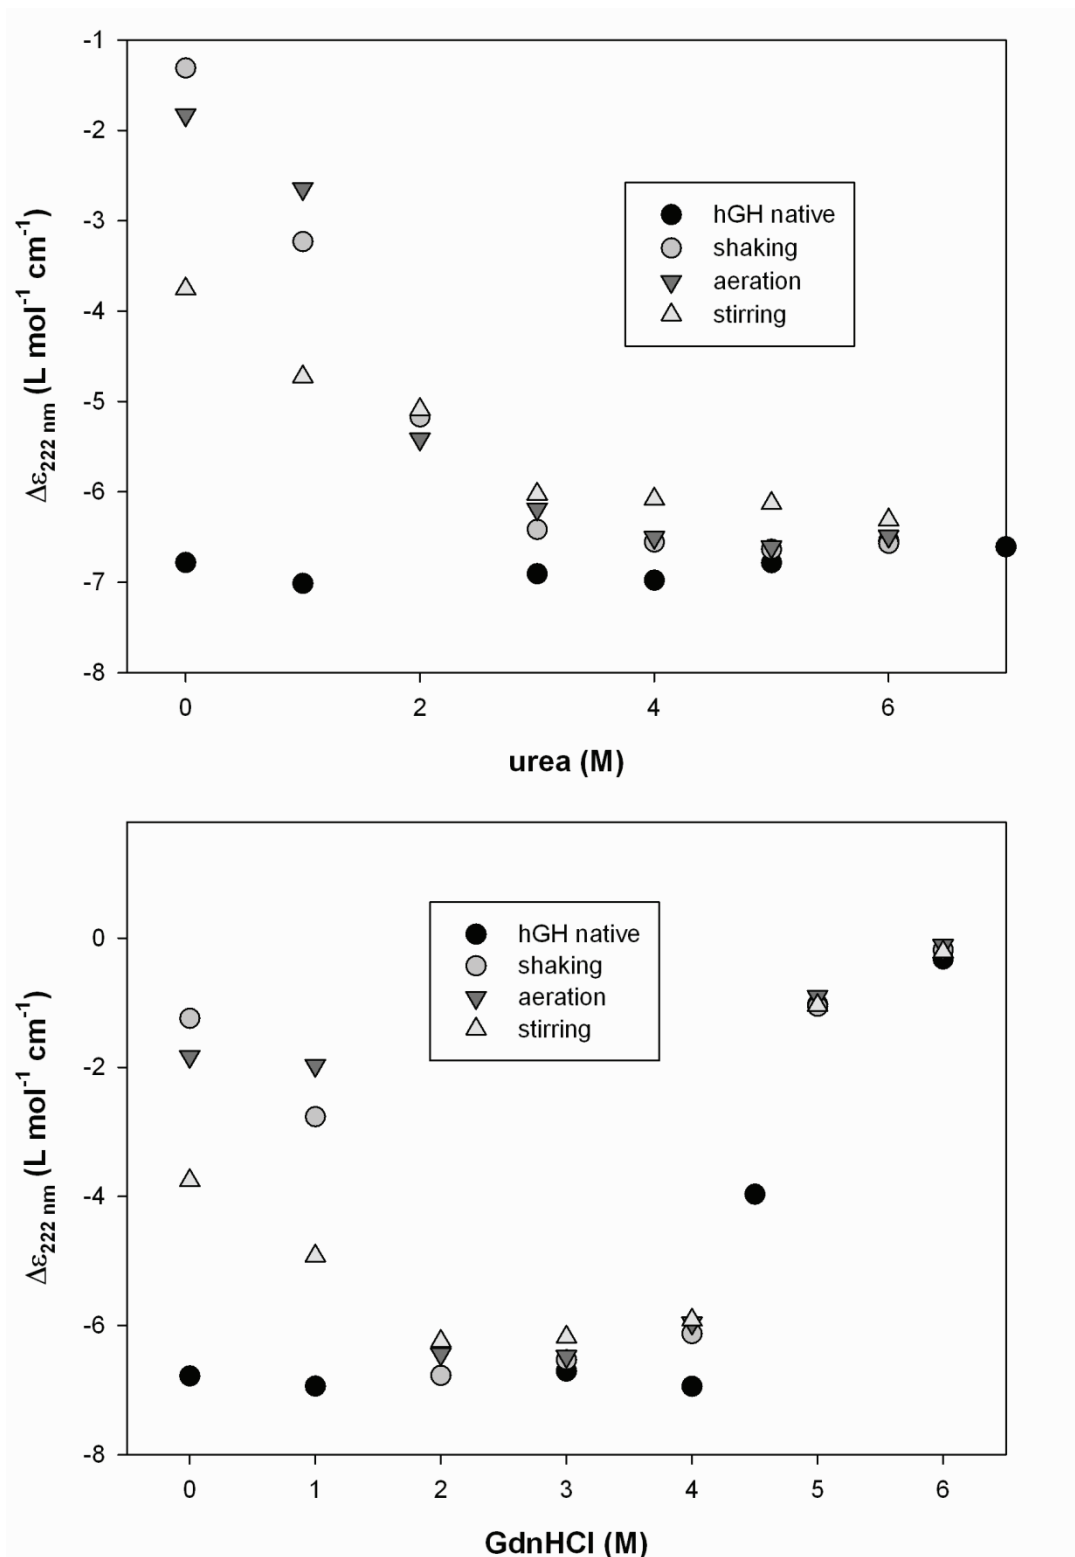 -1
-2
-3
-4
-5
-6
-7
-8
Δε222 nm (L mol-1 cm-1)
hGH native
shaking
aeration
stirring
0 2 4 6
urea (M)
0
-2
-4
-6
-8
Δε222 nm (L mol-1 cm-1)
hGH native
shaking
aeration
stirring
0 1 2 3 4 5 6
GdnHCl (M)